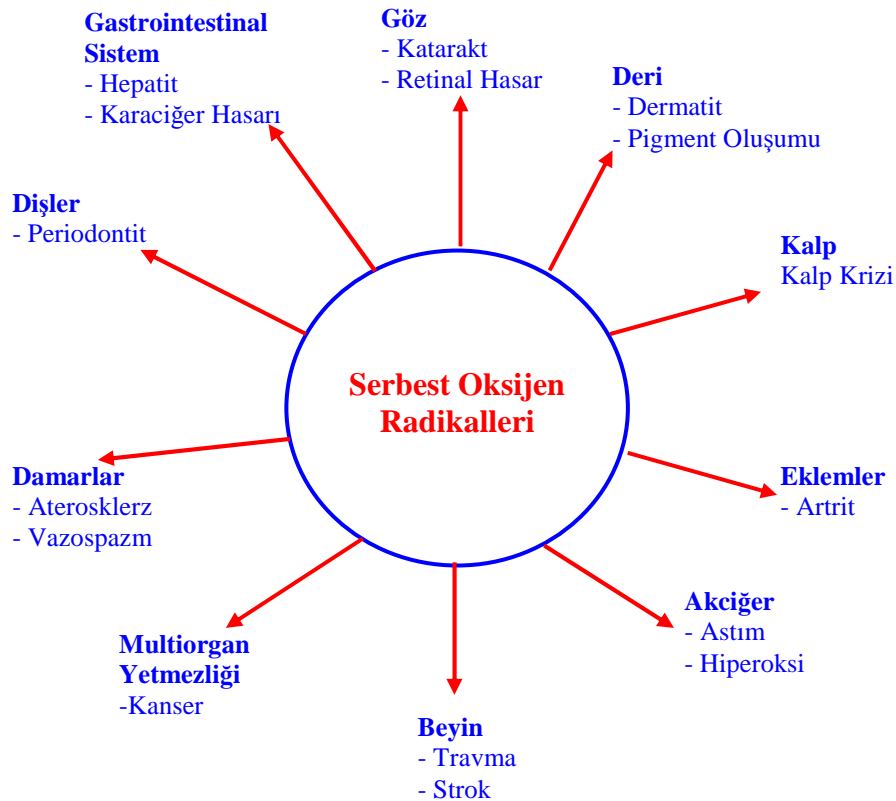 Gastrointestinal
Sistem
- Hepatit
- Karaciğer Hasarı
Göz
- Katarakt
- Retinal Hasar
Deri
- Dermatit
- Pigment Oluşumu
Dişler
- Periodontit
Kalp
Kalp Krizi
Serbest Oksijen
Radikalleri
Damarlar
- Aterosklerz
- Vazospazm
Eklemler
- Artrit
Multiorgan
Yetmezliği
-Kanser
Akciğer
- Astım
- Hiperoksi
Beyin
- Travma
- Strok